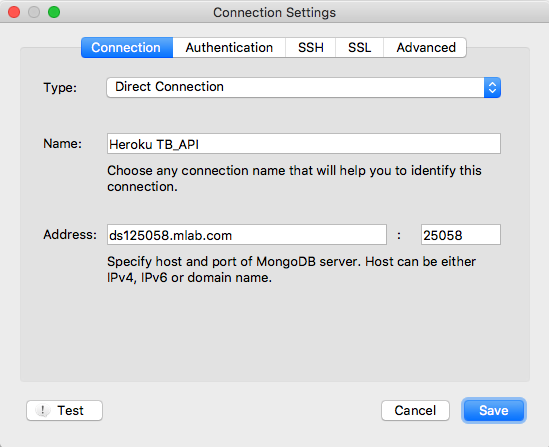 Connection Settings
Connection Authentication SSH SSL Advanced
Type: Direct Connection
Name: Heroku TB_API
Choose any connection name that will help you to identify this
connection.
Address: ds125058.mlab.com : 25058
Specify host and port of MongoDB server. Host can be either
IPv4, IPv6 or domain name.
! Test Cancel Save